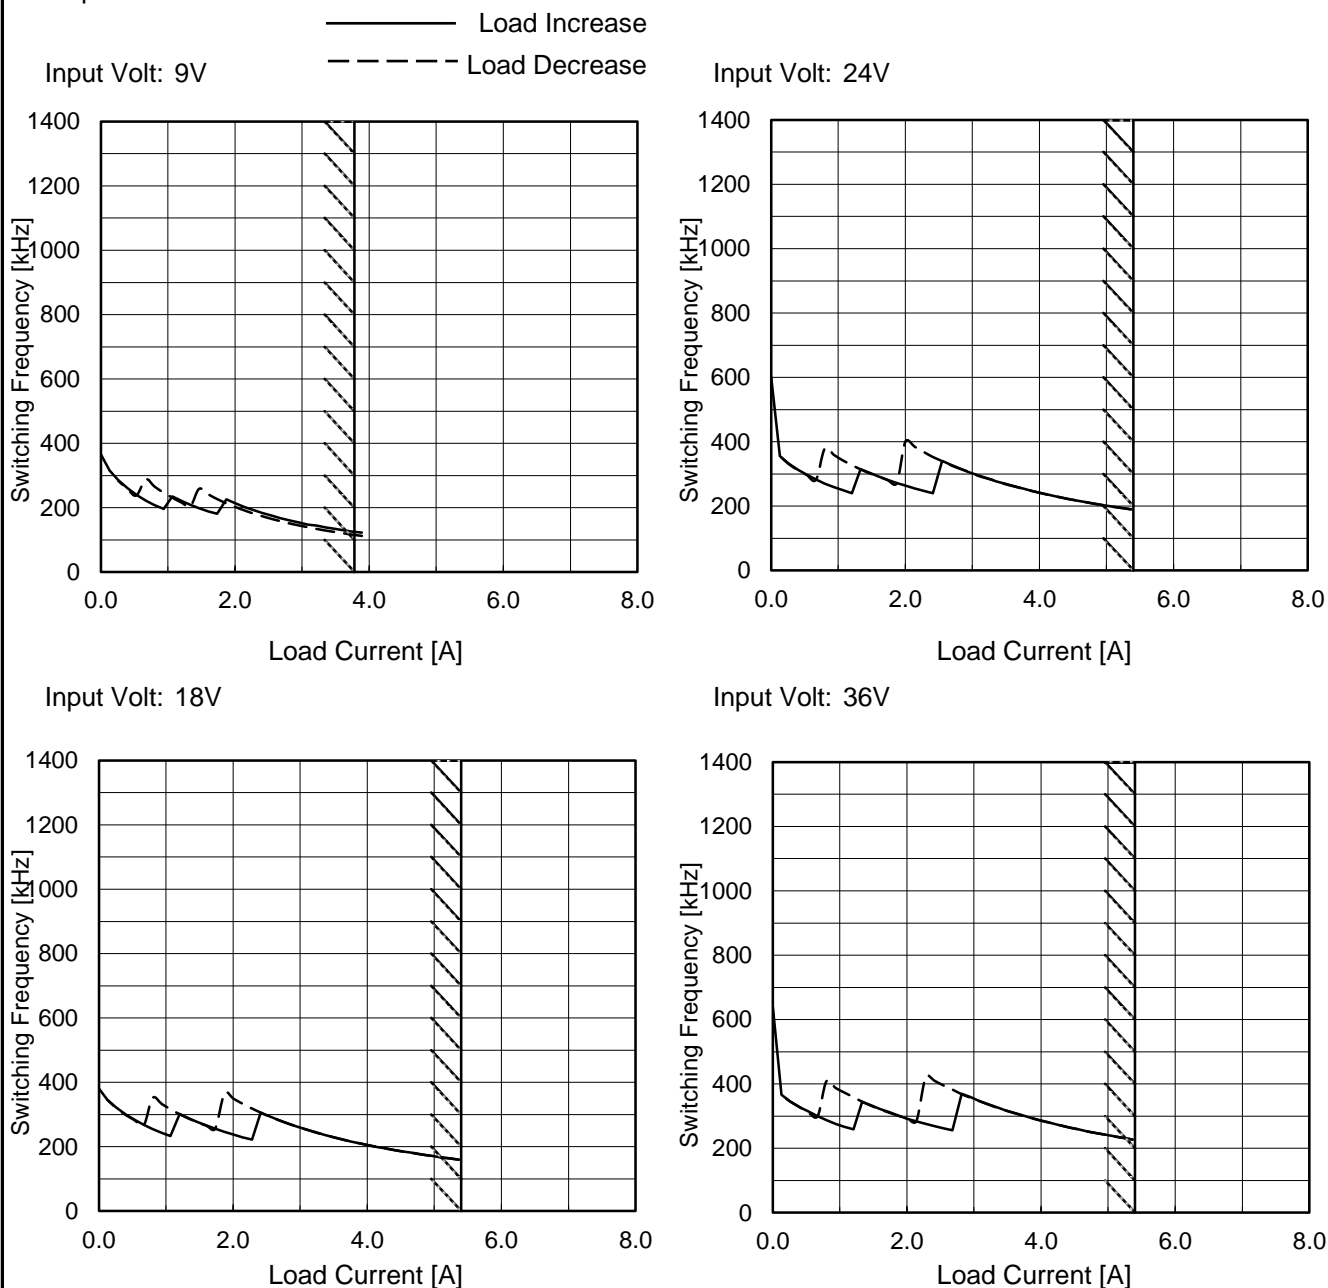 Load Increase
Load Decrease
Input Volt: 9V
1400
1200
1000
800
600
400
200
0
Switching Frequency [kHz]
0.0 2.0 4.0 6.0 8.0
Load Current [A]
Input Volt: 24V
1400
1200
1000
800
600
400
200
0
Switching Frequency [kHz]
0.0 2.0 4.0 6.0 8.0
Load Current [A]
Input Volt: 18V
1400
1200
1000
800
600
400
200
0
Switching Frequency [kHz]
0.0 2.0 4.0 6.0 8.0
Load Current [A]
Input Volt: 36V
1400
1200
1000
800
600
400
200
0
Switching Frequency [kHz]
0.0 2.0 4.0 6.0 8.0
Load Current [A]